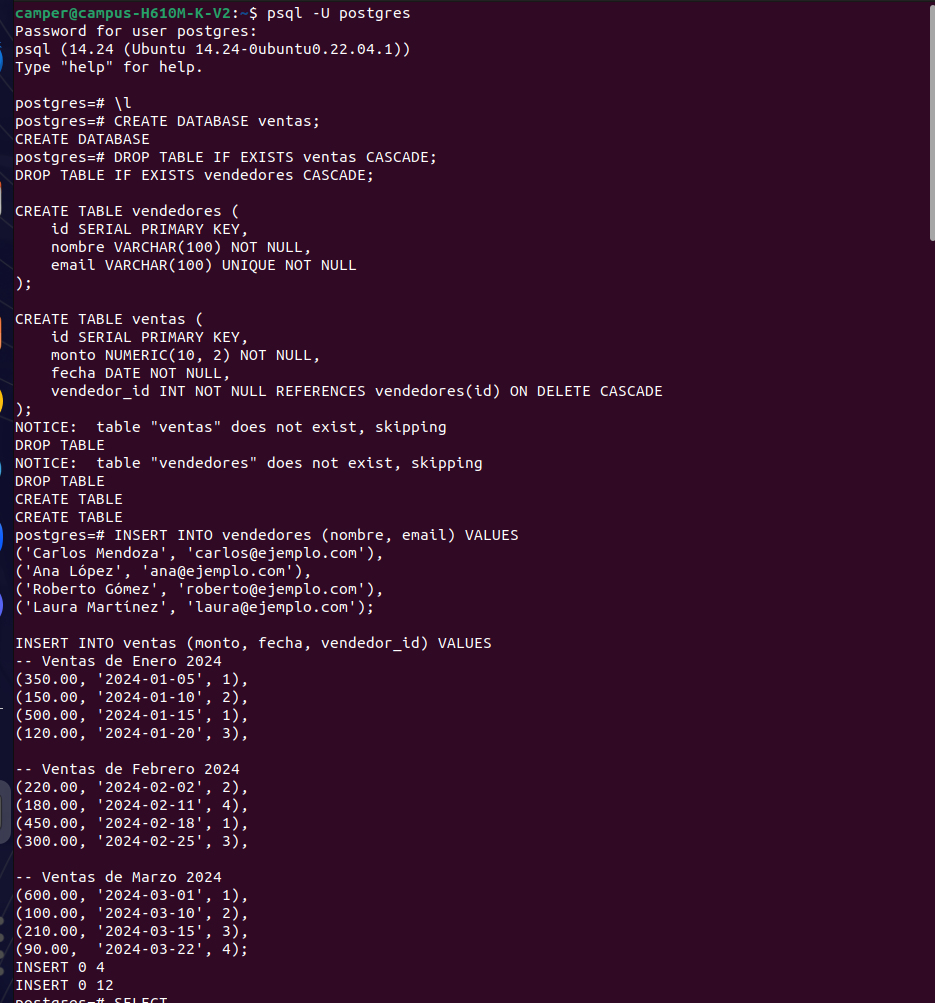 camper@campus-H610M-K-V2:~$ psql -U postgres
Password for user postgres:
psql (14.24 (Ubuntu 14.24-0ubuntu0.22.04.1))
Type "help" for help.

postgres=# \l
postgres=# CREATE DATABASE ventas;
CREATE DATABASE
postgres=# DROP TABLE IF EXISTS ventas CASCADE;
DROP TABLE IF EXISTS vendedores CASCADE;

CREATE TABLE vendedores (
    id SERIAL PRIMARY KEY,
    nombre VARCHAR(100) NOT NULL,
    email VARCHAR(100) UNIQUE NOT NULL
);

CREATE TABLE ventas (
    id SERIAL PRIMARY KEY,
    monto NUMERIC(10, 2) NOT NULL,
    fecha DATE NOT NULL,
    vendedor_id INT NOT NULL REFERENCES vendedores(id) ON DELETE CASCADE
);
NOTICE:  table "ventas" does not exist, skipping
DROP TABLE
NOTICE:  table "vendedores" does not exist, skipping
DROP TABLE
CREATE TABLE
CREATE TABLE
postgres=# INSERT INTO vendedores (nombre, email) VALUES
('Carlos Mendoza', 'carlos@ejemplo.com'),
('Ana López', 'ana@ejemplo.com'),
('Roberto Gómez', 'roberto@ejemplo.com'),
('Laura Martínez', 'laura@ejemplo.com');

INSERT INTO ventas (monto, fecha, vendedor_id) VALUES
-- Ventas de Enero 2024
(350.00, '2024-01-05', 1),
(150.00, '2024-01-10', 2),
(500.00, '2024-01-15', 1),
(120.00, '2024-01-20', 3),

-- Ventas de Febrero 2024
(220.00, '2024-02-02', 2),
(180.00, '2024-02-11', 4),
(450.00, '2024-02-18', 1),
(300.00, '2024-02-25', 3),

-- Ventas de Marzo 2024
(600.00, '2024-03-01', 1),
(100.00, '2024-03-10', 2),
(210.00, '2024-03-15', 3),
(90.00,  '2024-03-22', 4);
INSERT 0 4
INSERT 0 12
postgres=# SELECT